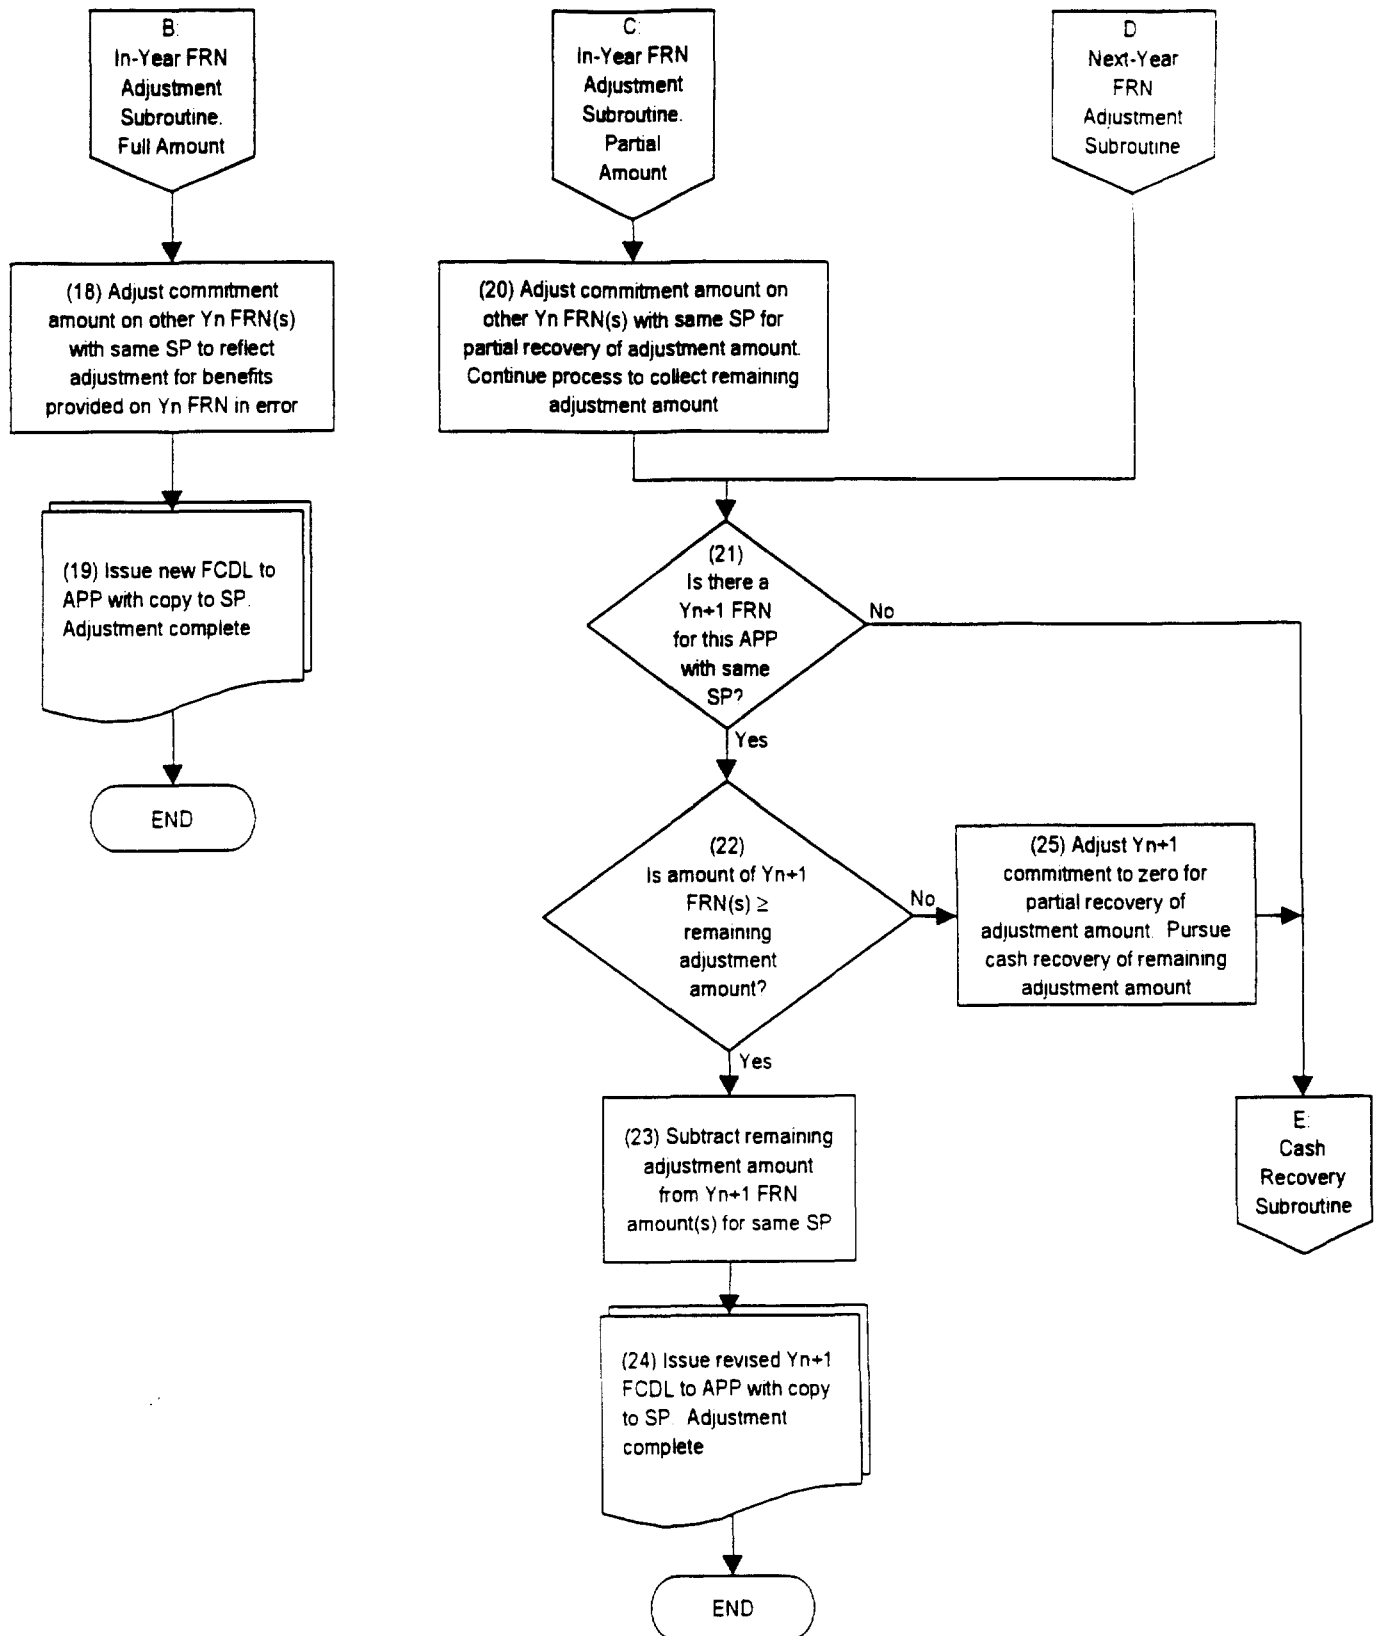 B:
In-Year FRN
Adjustment
Subroutine.
Full Amount
C:
In-Year FRN
Adjustment
Subroutine.
Partial
Amount
D
Next-Year
FRN
Adjustment
Subroutine
(18) Adjust commitment
amount on other Yn FRN(s)
with same SP to reflect
adjustment for benefits
provided on Yn FRN in error
(20) Adjust commitment amount on
other Yn FRN(s) with same SP for
partial recovery of adjustment amount.
Continue process to collect remaining
adjustment amount
(19) Issue new FCDL to
APP with copy to SP.
Adjustment complete
END
(21)
Is there a
Yn+1 FRN
for this APP
with same
SP?
No
Yes
(22)
Is amount of Yn+1
FRN(s) ≥
remaining
adjustment
amount?
No
Yes
(25) Adjust Yn+1
commitment to zero for
partial recovery of
adjustment amount. Pursue
cash recovery of remaining
adjustment amount
(23) Subtract remaining
adjustment amount
from Yn+1 FRN
amount(s) for same SP
E:
Cash
Recovery
Subroutine
(24) Issue revised Yn+1
FCDL to APP with copy
to SP. Adjustment
complete
END